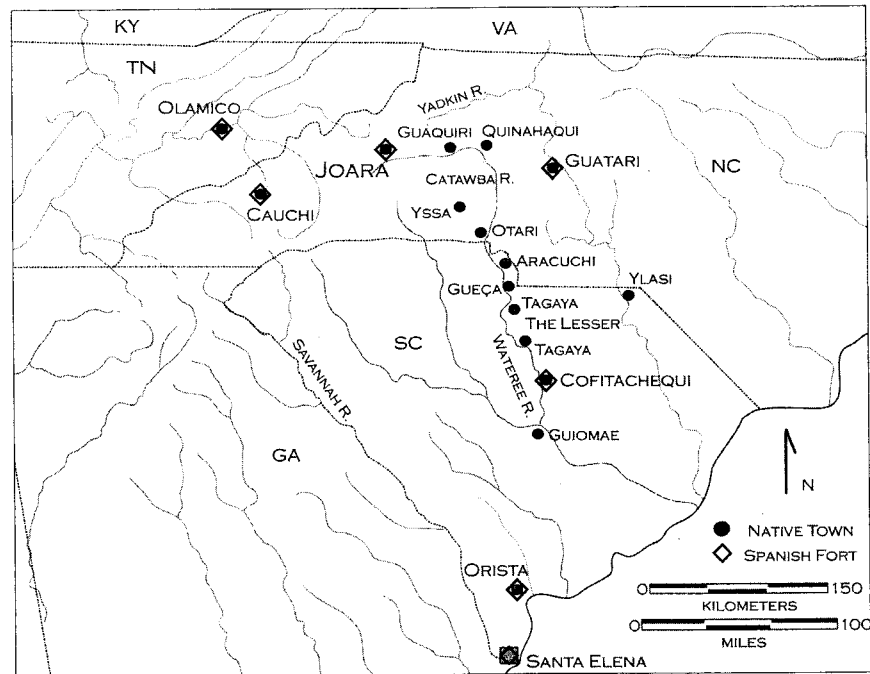 KY
VA
TN
OLAMICO
YADKIN R.
GUAQUIRI
QUINAHAQUI
JOARA
GUATARI
NC
CATAWBA R.
CAUCHI
YSSA
OTARI
ARACUCHI
YLASI
GUEÇA
TAGAYA
THE LESSER
SC
SAVANNAH R.
WATEREE R.
TAGAYA
COFITACHEQUI
GUIOMAE
GA
N
NATIVE TOWN
SPANISH FORT
ORISTA
0 150
KILOMETERS
0 100
MILES
SANTA ELENA